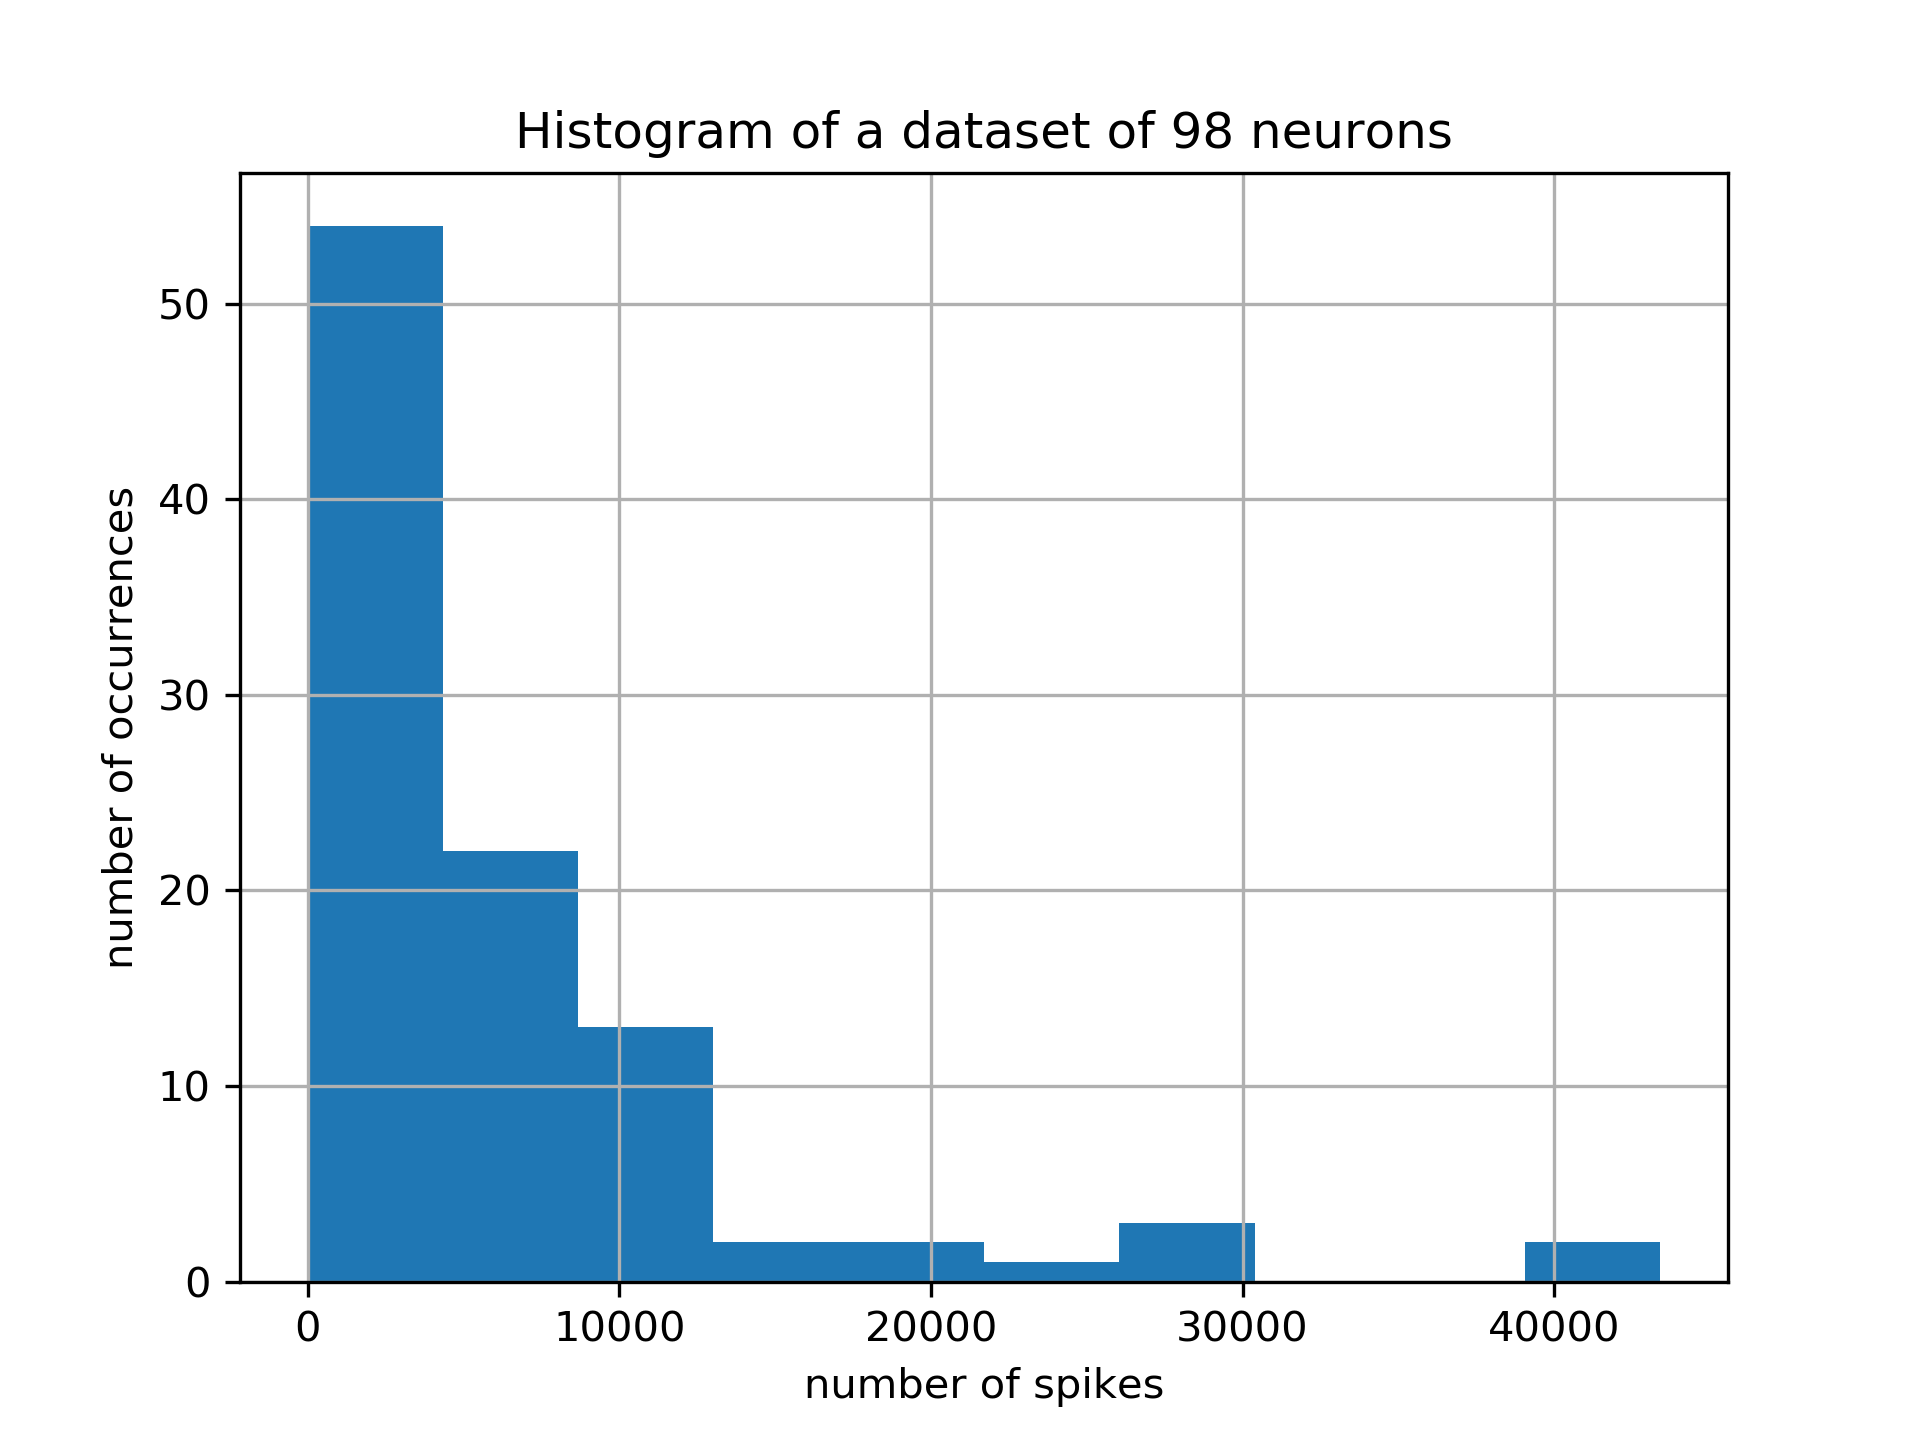 Histogram of a dataset of 98 neurons
50
40
30
20
10
0
number of occurrences
0 10000 20000 30000 40000
number of spikes